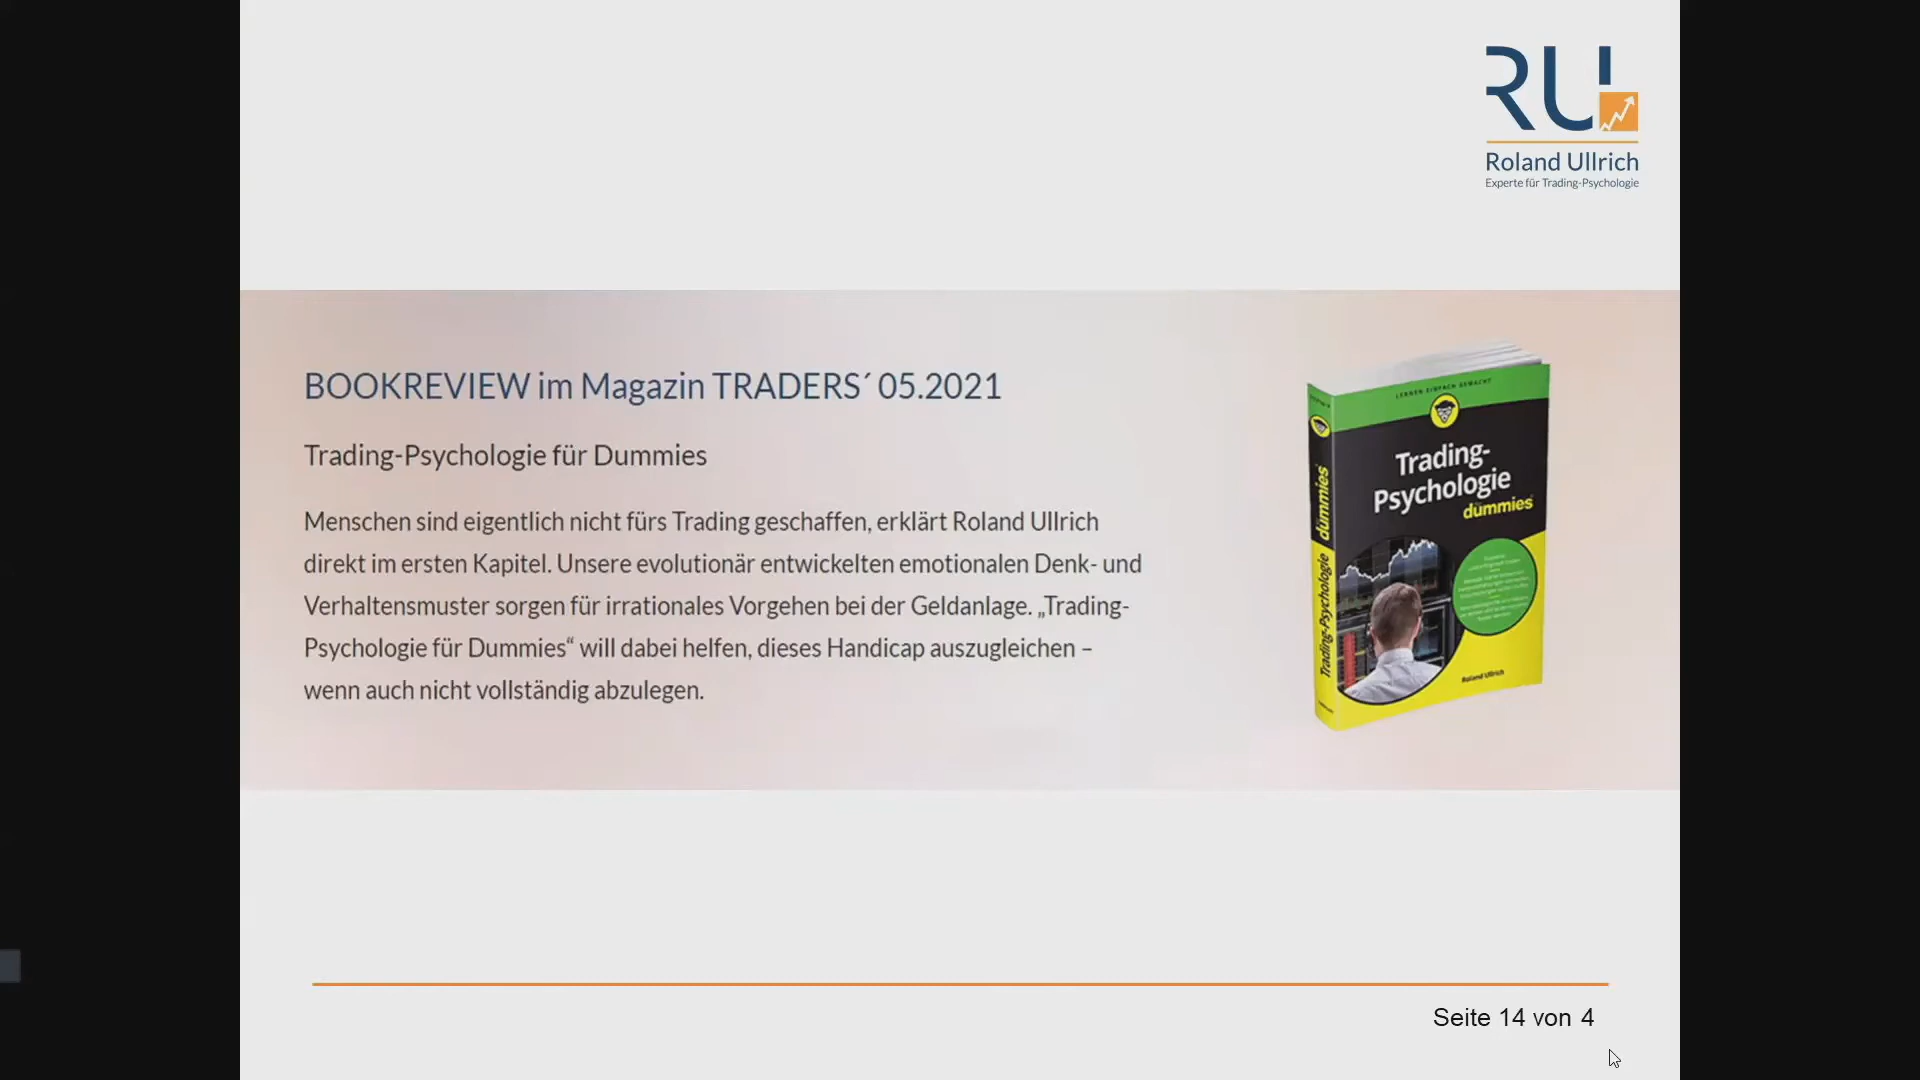 RU
Roland Ullrich
Experte für Trading-Psychologie
BOOKREVIEW im Magazin TRADERS´ 05.2021
Trading-Psychologie für Dummies
Menschen sind eigentlich nicht fürs Trading geschaffen, erklärt Roland Ullrich
direkt im ersten Kapitel. Unsere evolutionär entwickelten emotionalen Denk- und
Verhaltensmuster sorgen für irrationales Vorgehen bei der Geldanlage. „Trading-
Psychologie für Dummies“ will dabei helfen, dieses Handicap auszugleichen –
wenn auch nicht vollständig abzulegen.
LERNEN EINFACH GEMACHT
Trading-
Psychologie
dummies
Roland Ullrich
Trading-Psychologie dummies
Seite 14 von 4